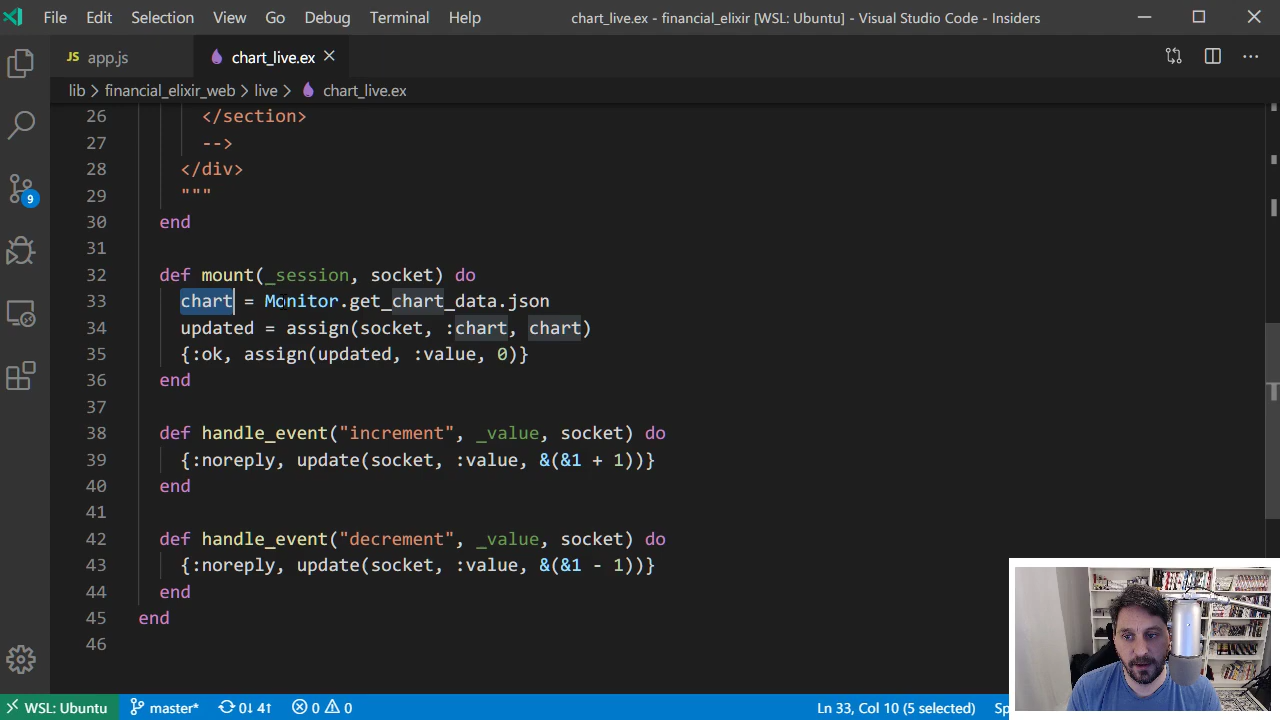 File Edit Selection View Go Debug Terminal Help chart_live.ex - financial_elixir [WSL: Ubuntu] - Visual Studio Code - Insiders
JS app.js chart_live.ex
lib > financial_elixir_web > live > chart_live.ex
26 </section>
27 -->
28 </div>
29 """
30 end
31
32 def mount(_session, socket) do
33 chart = Monitor.get_chart_data.json
34 updated = assign(socket, :chart, chart)
35 {:ok, assign(updated, :value, 0)}
36 end
37
38 def handle_event("increment", _value, socket) do
39 {:noreply, update(socket, :value, &(&1 + 1))}
40 end
41
42 def handle_event("decrement", _value, socket) do
43 {:noreply, update(socket, :value, &(&1 - 1))}
44 end
45 end
46
9
WSL: Ubuntu master* 0↓ 4↑ 0 0 Ln 33, Col 10 (5 selected) Sp